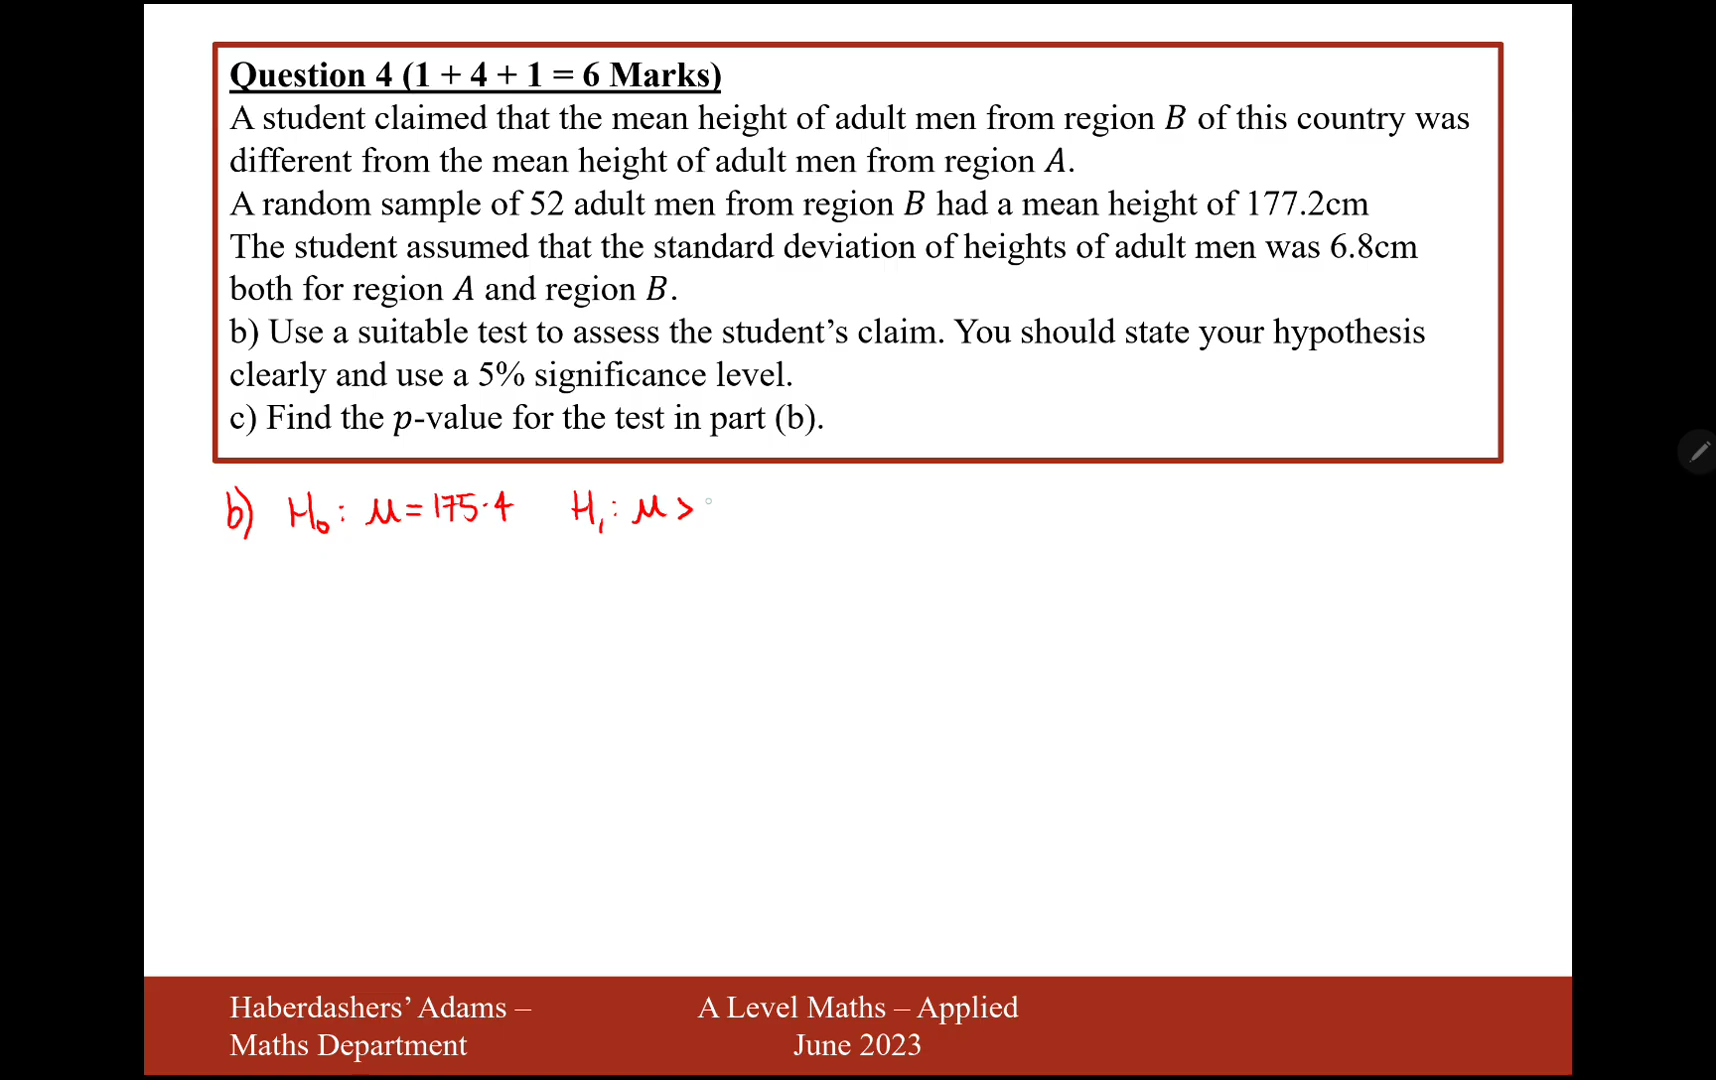 Question 4 (1 + 4 + 1 = 6 Marks)
A student claimed that the mean height of adult men from region B of this country was
different from the mean height of adult men from region A.
A random sample of 52 adult men from region B had a mean height of 177.2cm
The student assumed that the standard deviation of heights of adult men was 6.8cm
both for region A and region B.
b) Use a suitable test to assess the student’s claim. You should state your hypothesis
clearly and use a 5% significance level.
c) Find the p-value for the test in part (b).
b) H₀: μ = 175·4 H₁: μ >
Haberdashers’ Adams –
Maths Department
A Level Maths – Applied
June 2023